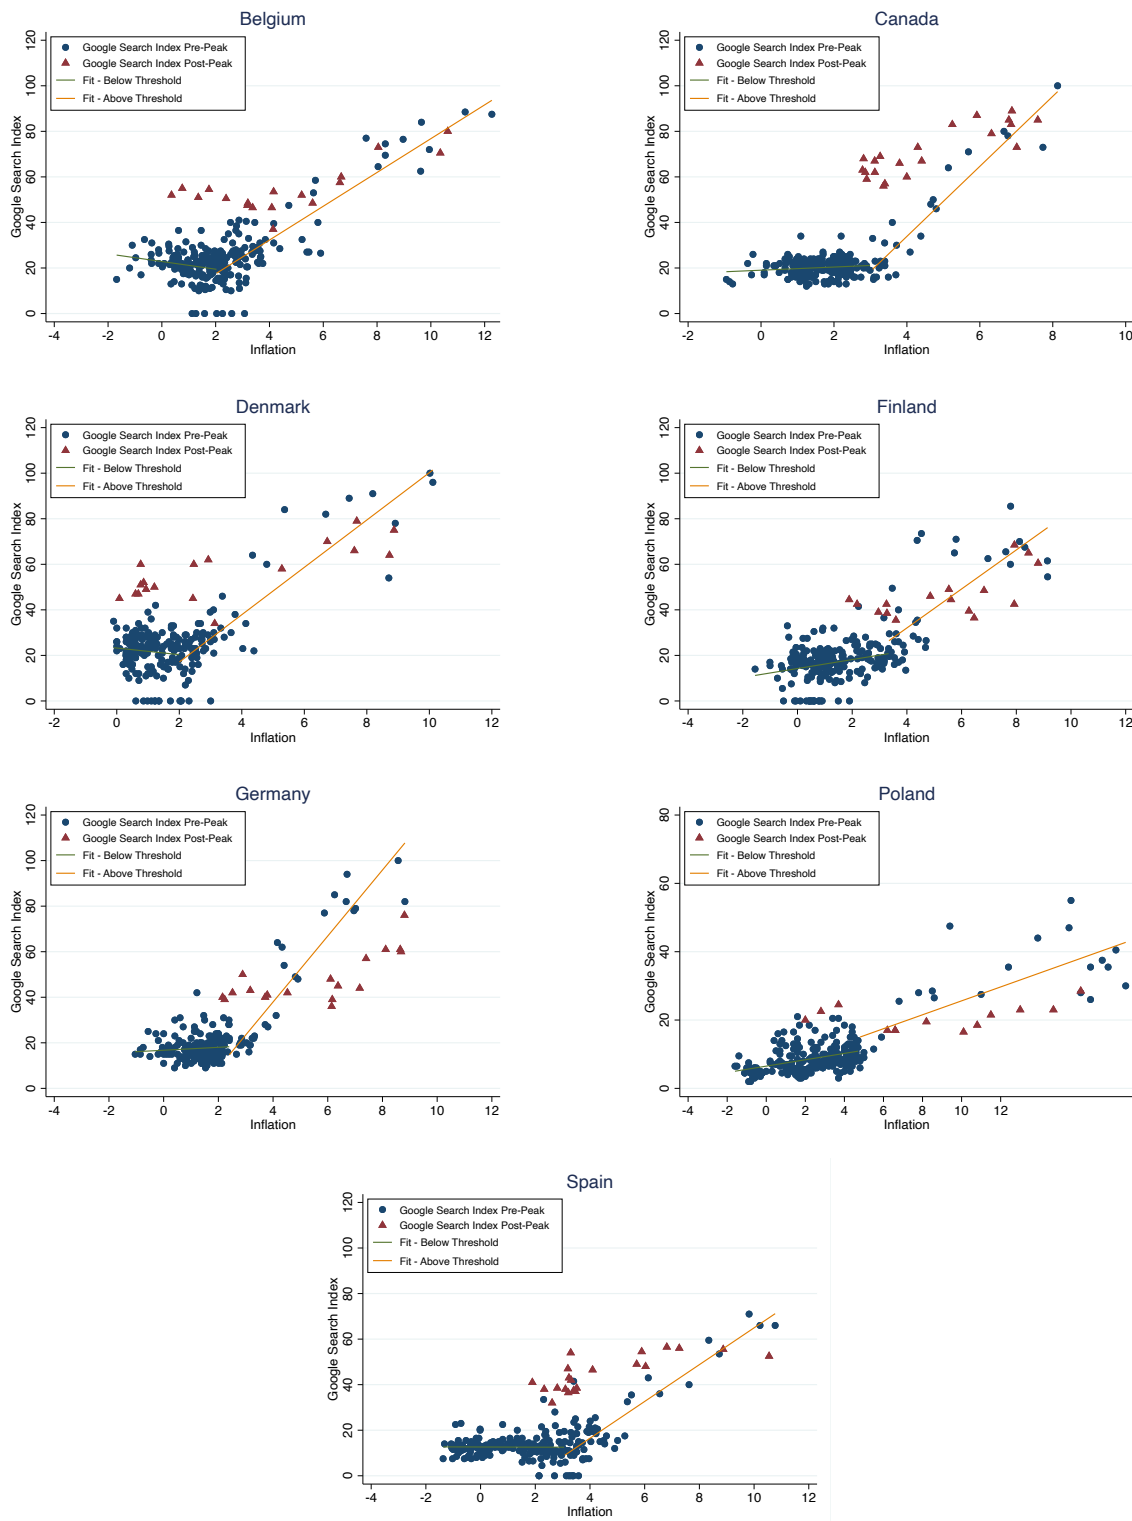 Belgium
Google Search Index
0 20 40 60 80 100 120
Google Search Index Pre-Peak
Google Search Index Post-Peak
Fit - Below Threshold
Fit - Above Threshold
-4 -2 0 2 4 6 8 10 12
Inflation
Canada
Google Search Index
0 20 40 60 80 100 120
Google Search Index Pre-Peak
Google Search Index Post-Peak
Fit - Below Threshold
Fit - Above Threshold
-2 0 2 4 6 8 10
Inflation
Denmark
Google Search Index
0 20 40 60 80 100 120
Google Search Index Pre-Peak
Google Search Index Post-Peak
Fit - Below Threshold
Fit - Above Threshold
-2 0 2 4 6 8 10 12
Inflation
Finland
Google Search Index
0 20 40 60 80 100 120
Google Search Index Pre-Peak
Google Search Index Post-Peak
Fit - Below Threshold
Fit - Above Threshold
-4 -2 0 2 4 6 8 10 12
Inflation
Germany
Google Search Index
0 20 40 60 80 100 120
Google Search Index Pre-Peak
Google Search Index Post-Peak
Fit - Below Threshold
Fit - Above Threshold
-2 0 2 4 6 8 10 12
Inflation
Poland
Google Search Index
0 20 40 60 80
Google Search Index Pre-Peak
Google Search Index Post-Peak
Fit - Below Threshold
Fit - Above Threshold
-4 -2 0 2 4 6 8 10 12
Inflation
Spain
Google Search Index
0 20 40 60 80 100 120
Google Search Index Pre-Peak
Google Search Index Post-Peak
Fit - Below Threshold
Fit - Above Threshold
-4 -2 0 2 4 6 8 10 12
Inflation